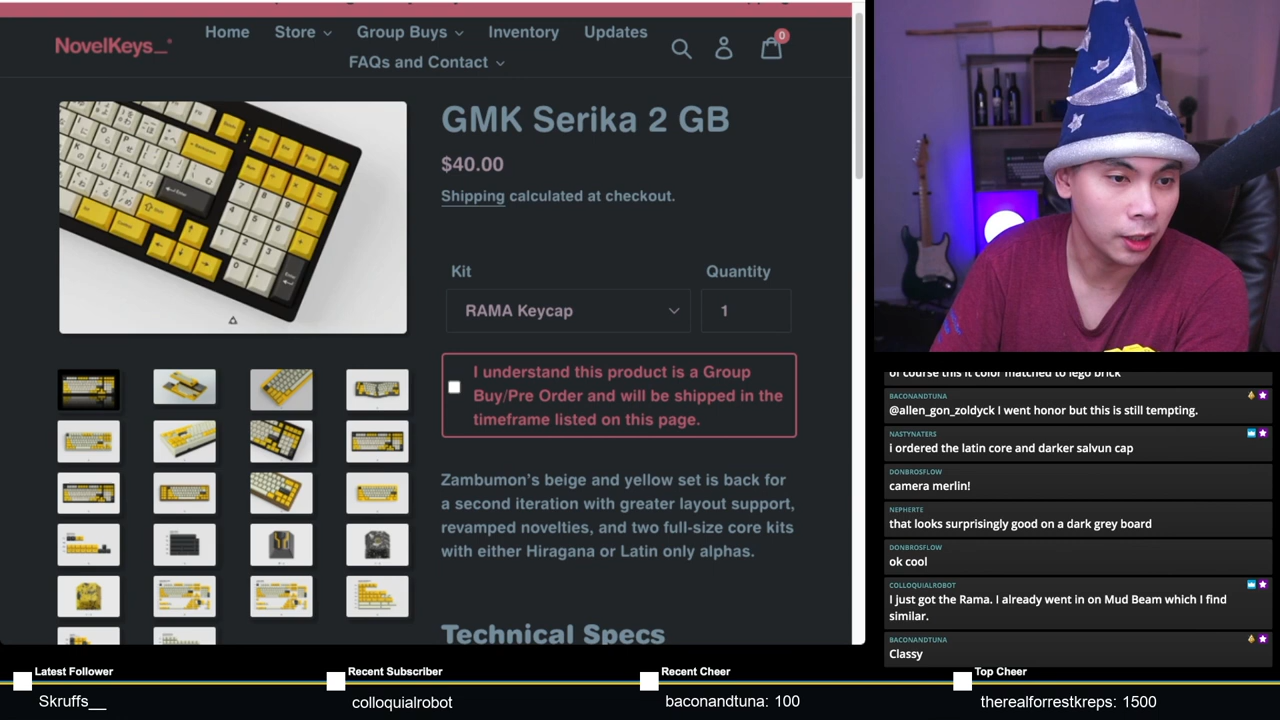 NovelKeys_
Home
Store
Group Buys
Inventory
Updates
FAQs and Contact
0
GMK Serika 2 GB
$40.00
Shipping calculated at checkout.
Kit
Quantity
RAMA Keycap
1
I understand this product is a Group
Buy/Pre Order and will be shipped in the
timeframe listed on this page.
Zambumon's beige and yellow set is back for
a second iteration with greater layout support,
revamped novelties, and two full-size core kits
with either Hiragana or Latin only alphas.
Technical Specs
of course this it color matched to lego brick
BACONANDTUNA
@allen_gon_zoldyck I went honor but this is still tempting.
NASTYNATERS
i ordered the latin core and darker salvun cap
DONBROSFLOW
camera merlin!
NEPHERTE
that looks surprisingly good on a dark grey board
DONBROSFLOW
ok cool
COLLOQUIALROBOT
I just got the Rama. I already went in on Mud Beam which I find
similar.
BACONANDTUNA
Classy
Latest Follower
Skruffs__
Recent Subscriber
colloquialrobot
Recent Cheer
baconandtuna: 100
Top Cheer
therealforrestkreps: 1500